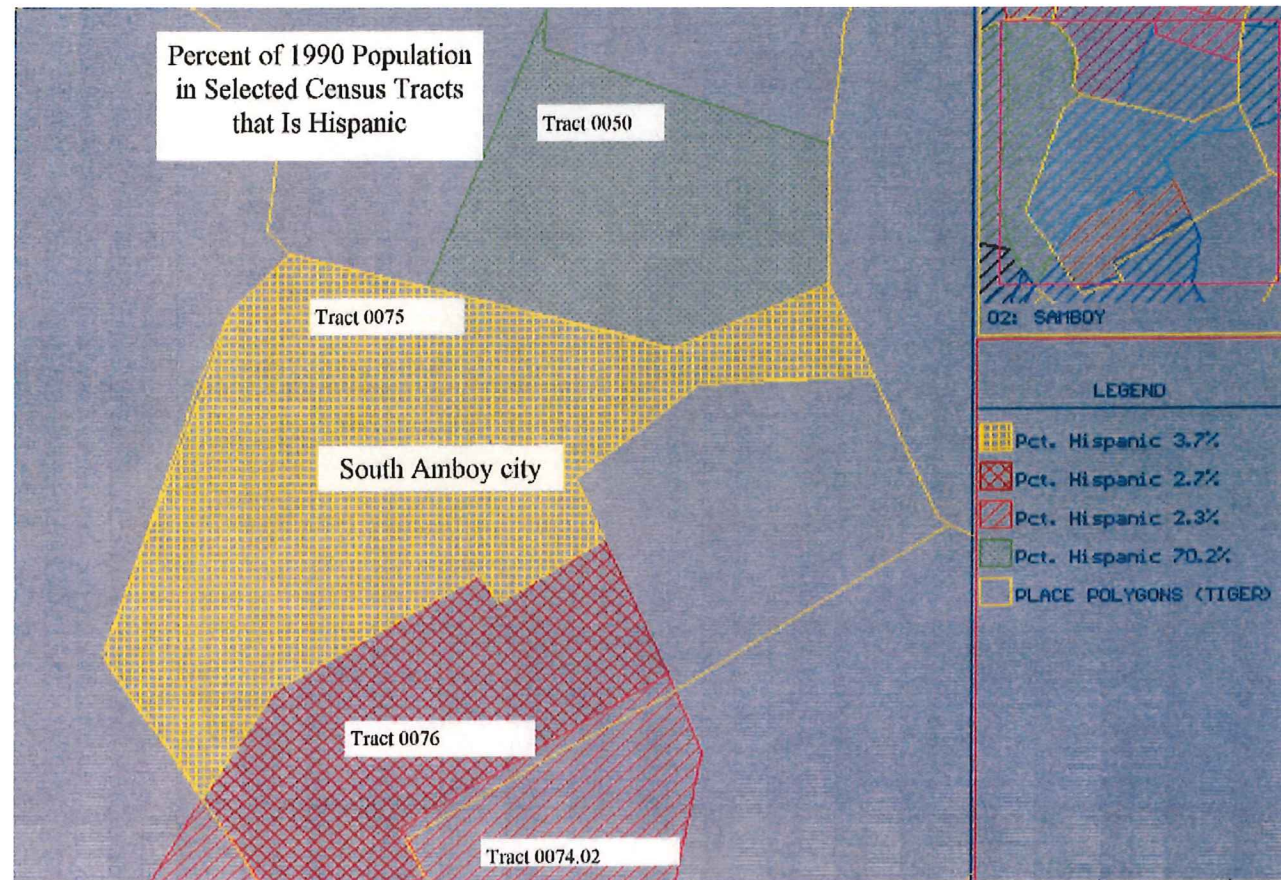 Percent of 1990 Population
in Selected Census Tracts
that Is Hispanic
Tract 0050
Tract 0075
South Amboy city
Tract 0076
Tract 0074.02
02: SAMBOY
LEGEND
Pct. Hispanic 3.7%
Pct. Hispanic 2.7%
Pct. Hispanic 2.3%
Pct. Hispanic 70.2%
PLACE POLYGONS (TIGER)